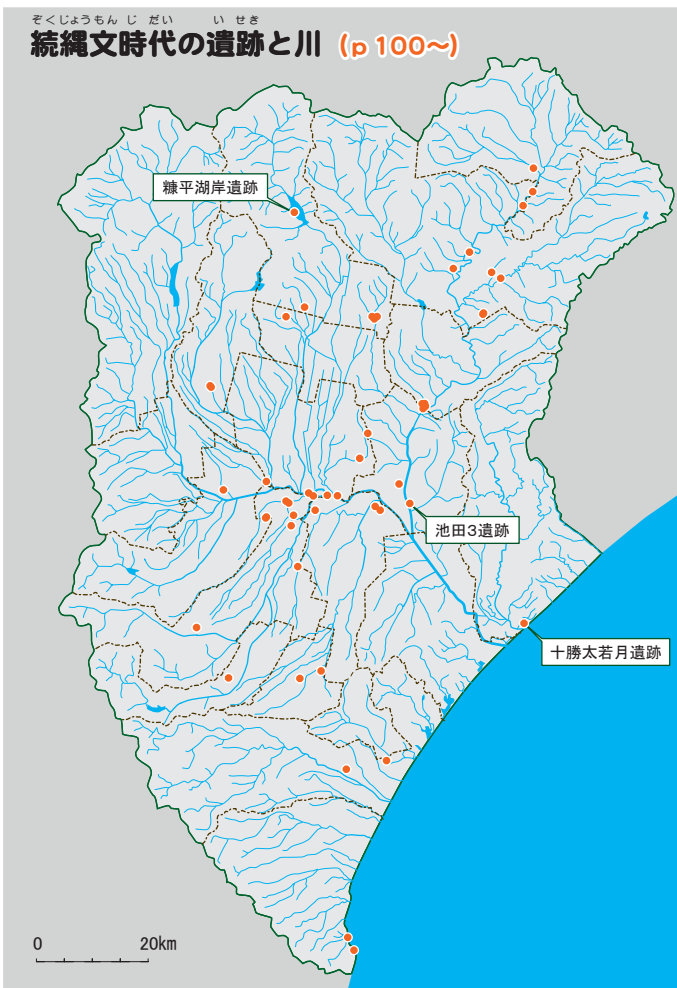 ぞくじょうもん じ だい い せき
続縄文時代の遺跡と川 (p 100～)
糠平湖岸遺跡
池田3遺跡
十勝太若月遺跡
0 20km